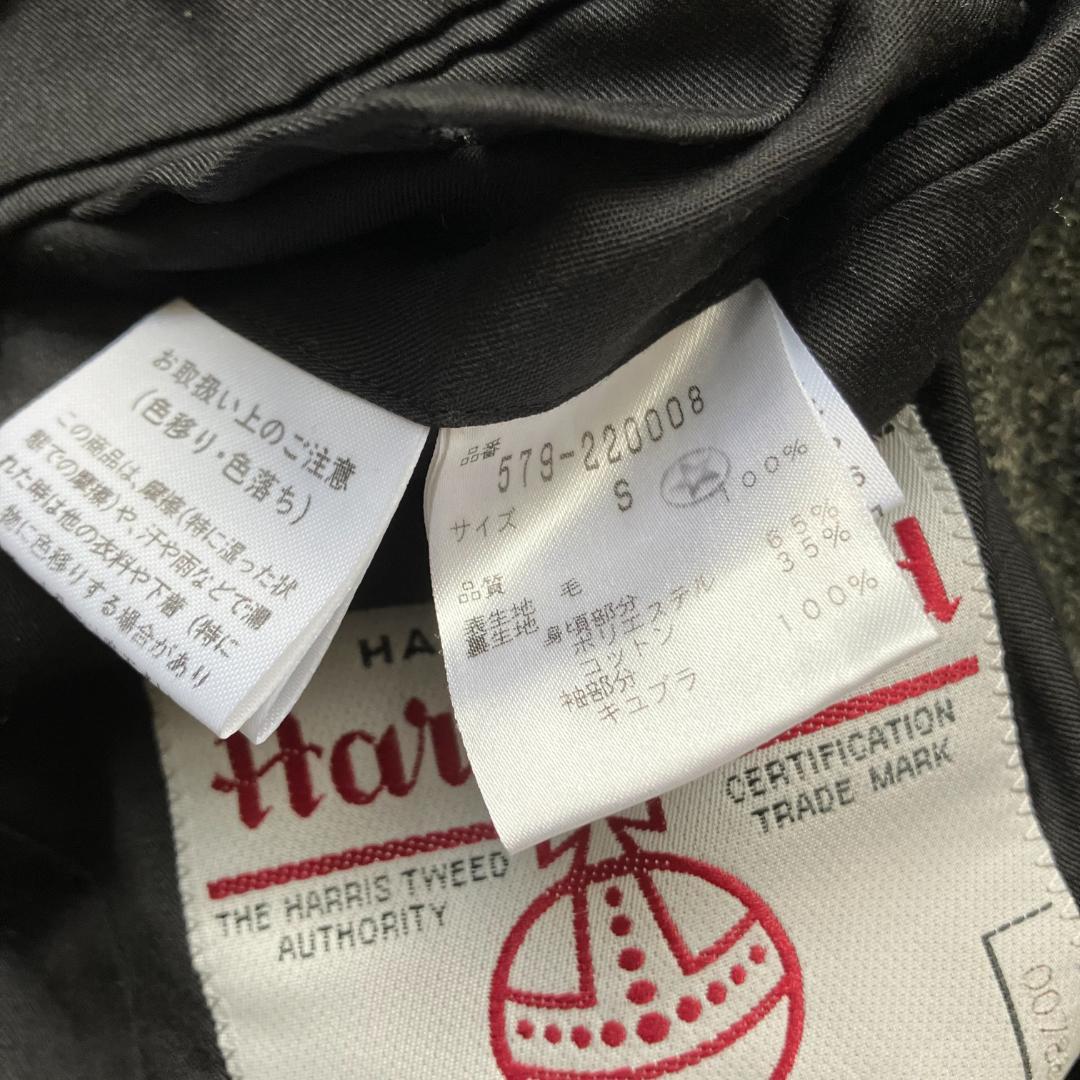 お取扱い上のご注意
(色移り・色落ち)
この商品は、摩擦(特に湿った状
態での摩擦)や、汗や雨などで濡
れた時は他の衣料や下着(特に
物に色移りする場合があり
品番 579-220008
サイズ S
品質
表生地 毛 100%
裏生地 身頃部分
ポリエステル 65%
コットン 35%
袖部分
キュプラ 100%
S
HA
Har
THE HARRIS TWEED
AUTHORITY
CERTIFICATION
TRADE MARK